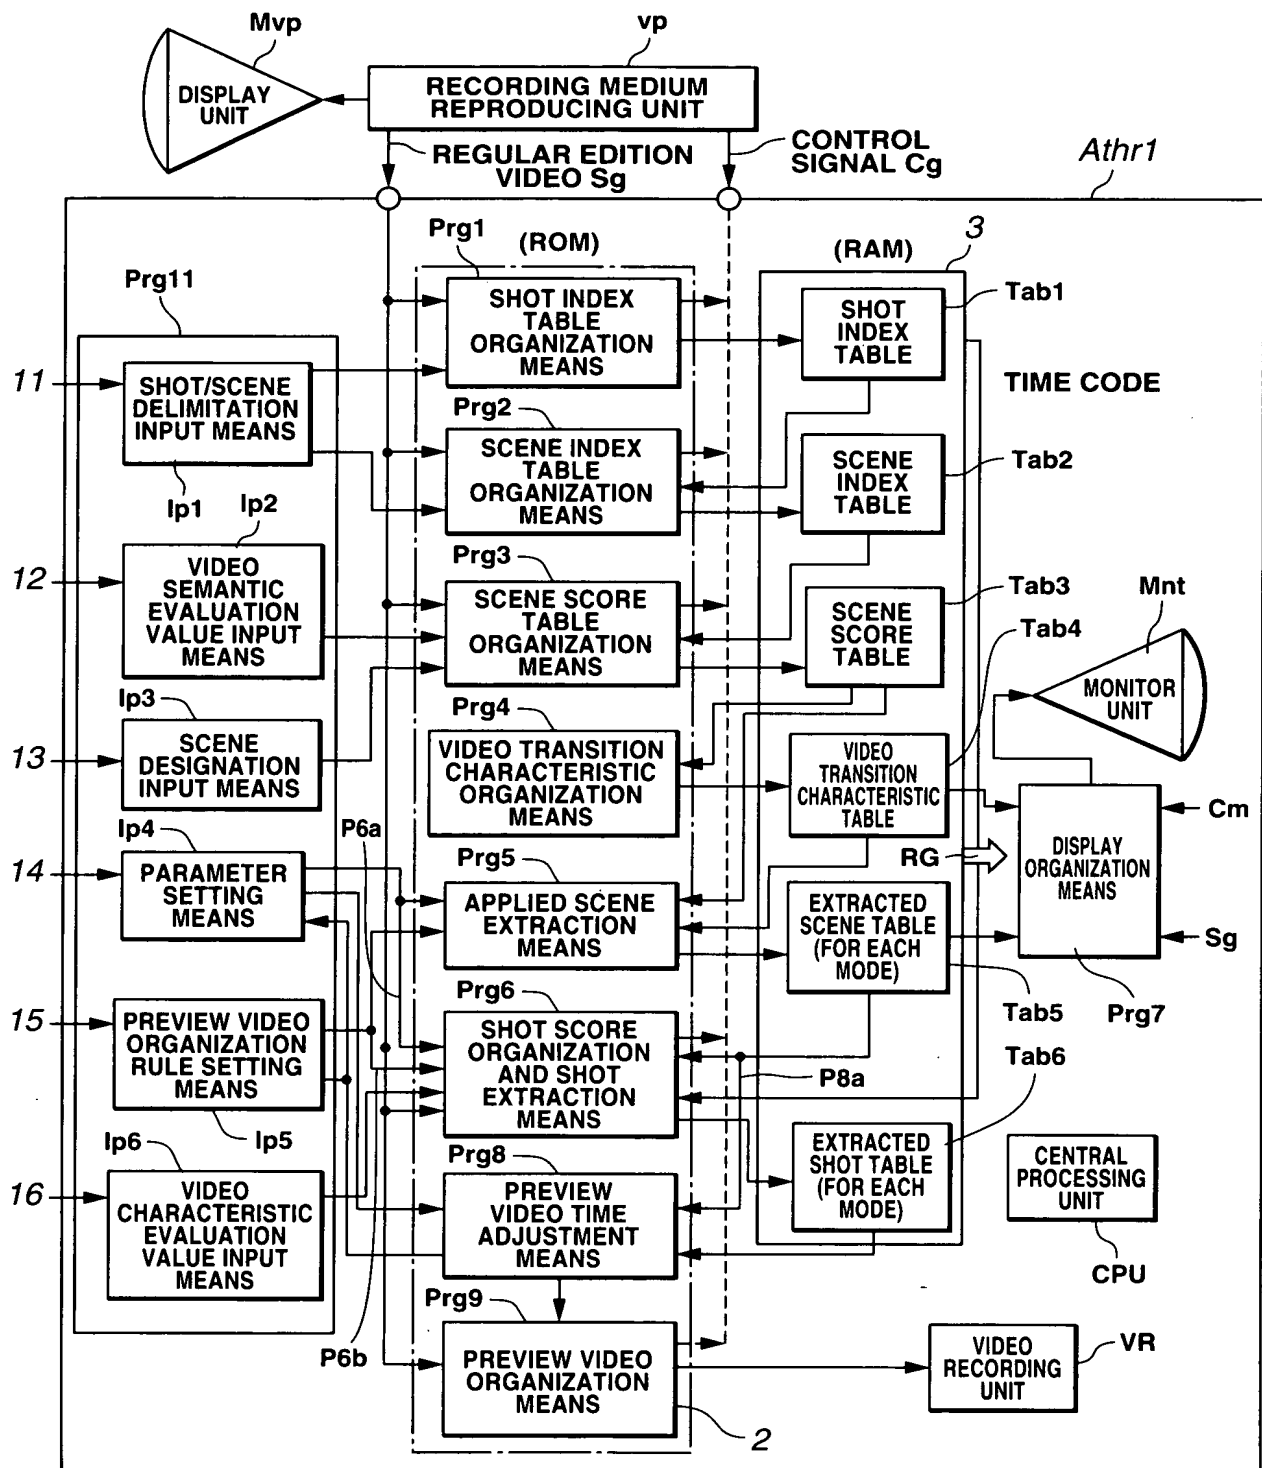 Mvp
vp
DISPLAY
UNIT
RECORDING MEDIUM
REPRODUCING UNIT
REGULAR EDITION
VIDEO Sg
CONTROL
SIGNAL Cg
Athr1
Prg11
11
SHOT/SCENE
DELIMITATION
INPUT MEANS
Ip1
Ip2
12
VIDEO
SEMANTIC
EVALUATION
VALUE INPUT
MEANS
Ip3
13
SCENE
DESIGNATION
INPUT MEANS
Ip4
14
PARAMETER
SETTING
MEANS
15
PREVIEW VIDEO
ORGANIZATION
RULE SETTING
MEANS
Ip5
Ip6
16
VIDEO
CHARACTERISTIC
EVALUATION
VALUE INPUT
MEANS
P6a
P6b
Prg1
(ROM)
SHOT INDEX
TABLE
ORGANIZATION
MEANS
Prg2
SCENE INDEX
TABLE
ORGANIZATION
MEANS
Prg3
SCENE SCORE
TABLE
ORGANIZATION
MEANS
Prg4
VIDEO TRANSITION
CHARACTERISTIC
ORGANIZATION
MEANS
Prg5
APPLIED SCENE
EXTRACTION
MEANS
Prg6
SHOT SCORE
ORGANIZATION
AND SHOT
EXTRACTION
MEANS
Prg8
PREVIEW
VIDEO TIME
ADJUSTMENT
MEANS
Prg9
PREVIEW VIDEO
ORGANIZATION
MEANS
2
(RAM)
3
SHOT
INDEX
TABLE
Tab1
TIME CODE
SCENE
INDEX
TABLE
Tab2
SCENE
SCORE
TABLE
Tab3
Tab4
VIDEO
TRANSITION
CHARACTERISTIC
TABLE
RG
EXTRACTED
SCENE TABLE
(FOR EACH
MODE)
Tab5
P8a
Tab6
EXTRACTED
SHOT TABLE
(FOR EACH
MODE)
Mnt
MONITOR
UNIT
DISPLAY
ORGANIZATION
MEANS
Cm
Sg
Prg7
CENTRAL
PROCESSING
UNIT
CPU
VIDEO
RECORDING
UNIT
VR